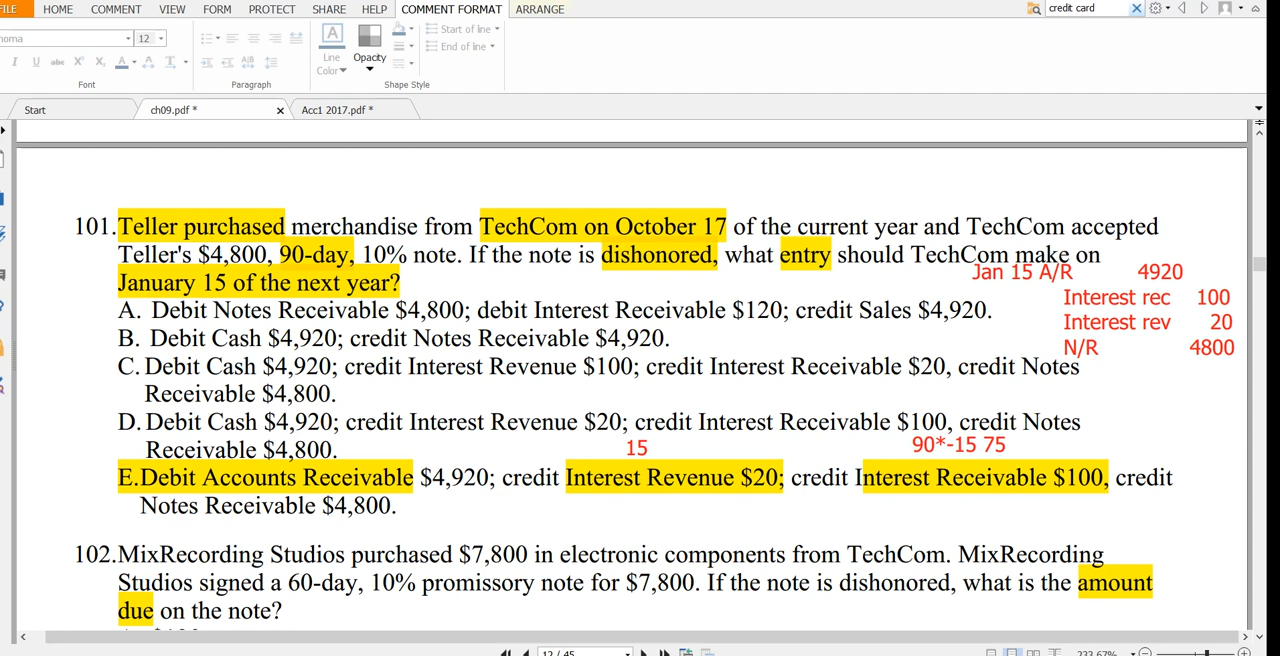 FILE HOME COMMENT VIEW FORM PROTECT SHARE HELP COMMENT FORMAT ARRANGE credit card
12
Start of line
End of line
Line Color
Opacity
Font Paragraph Shape Style
Start ch09.pdf * Acc1 2017.pdf *
101. Teller purchased merchandise from TechCom on October 17 of the current year and TechCom accepted
Teller's $4,800, 90-day, 10% note. If the note is dishonored, what entry should TechCom make on
January 15 of the next year?
Jan 15 A/R 4920
Interest rec 100
Interest rev 20
N/R 4800
A. Debit Notes Receivable $4,800; debit Interest Receivable $120; credit Sales $4,920.
B. Debit Cash $4,920; credit Notes Receivable $4,920.
C. Debit Cash $4,920; credit Interest Revenue $100; credit Interest Receivable $20, credit Notes
Receivable $4,800.
D. Debit Cash $4,920; credit Interest Revenue $20; credit Interest Receivable $100, credit Notes
Receivable $4,800.
15 90*-15 75
E. Debit Accounts Receivable $4,920; credit Interest Revenue $20; credit Interest Receivable $100, credit
Notes Receivable $4,800.
102. MixRecording Studios purchased $7,800 in electronic components from TechCom. MixRecording
Studios signed a 60-day, 10% promissory note for $7,800. If the note is dishonored, what is the amount
due on the note?
12 / 45 233.67%